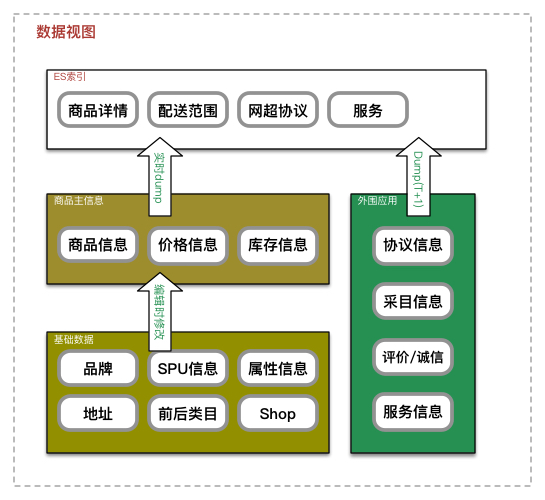 数据视图
ES索引
商品详情
配送范围
网超协议
服务
实时dump
Dump(T+1)
商品主信息
商品信息
价格信息
库存信息
编辑时修改
基础数据
品牌
SPU信息
属性信息
地址
前后类目
Shop
外围应用
协议信息
采目信息
评价/诚信
服务信息